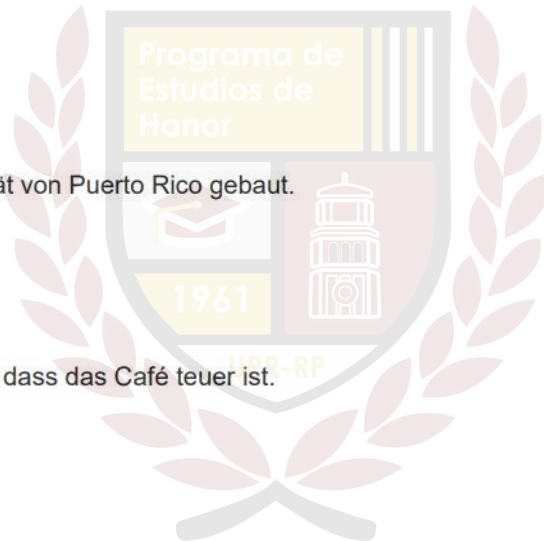 Programa de
Estudios de
Honor
ät von Puerto Rico gebaut.
1961
UPR-RP
dass das Café teuer ist.